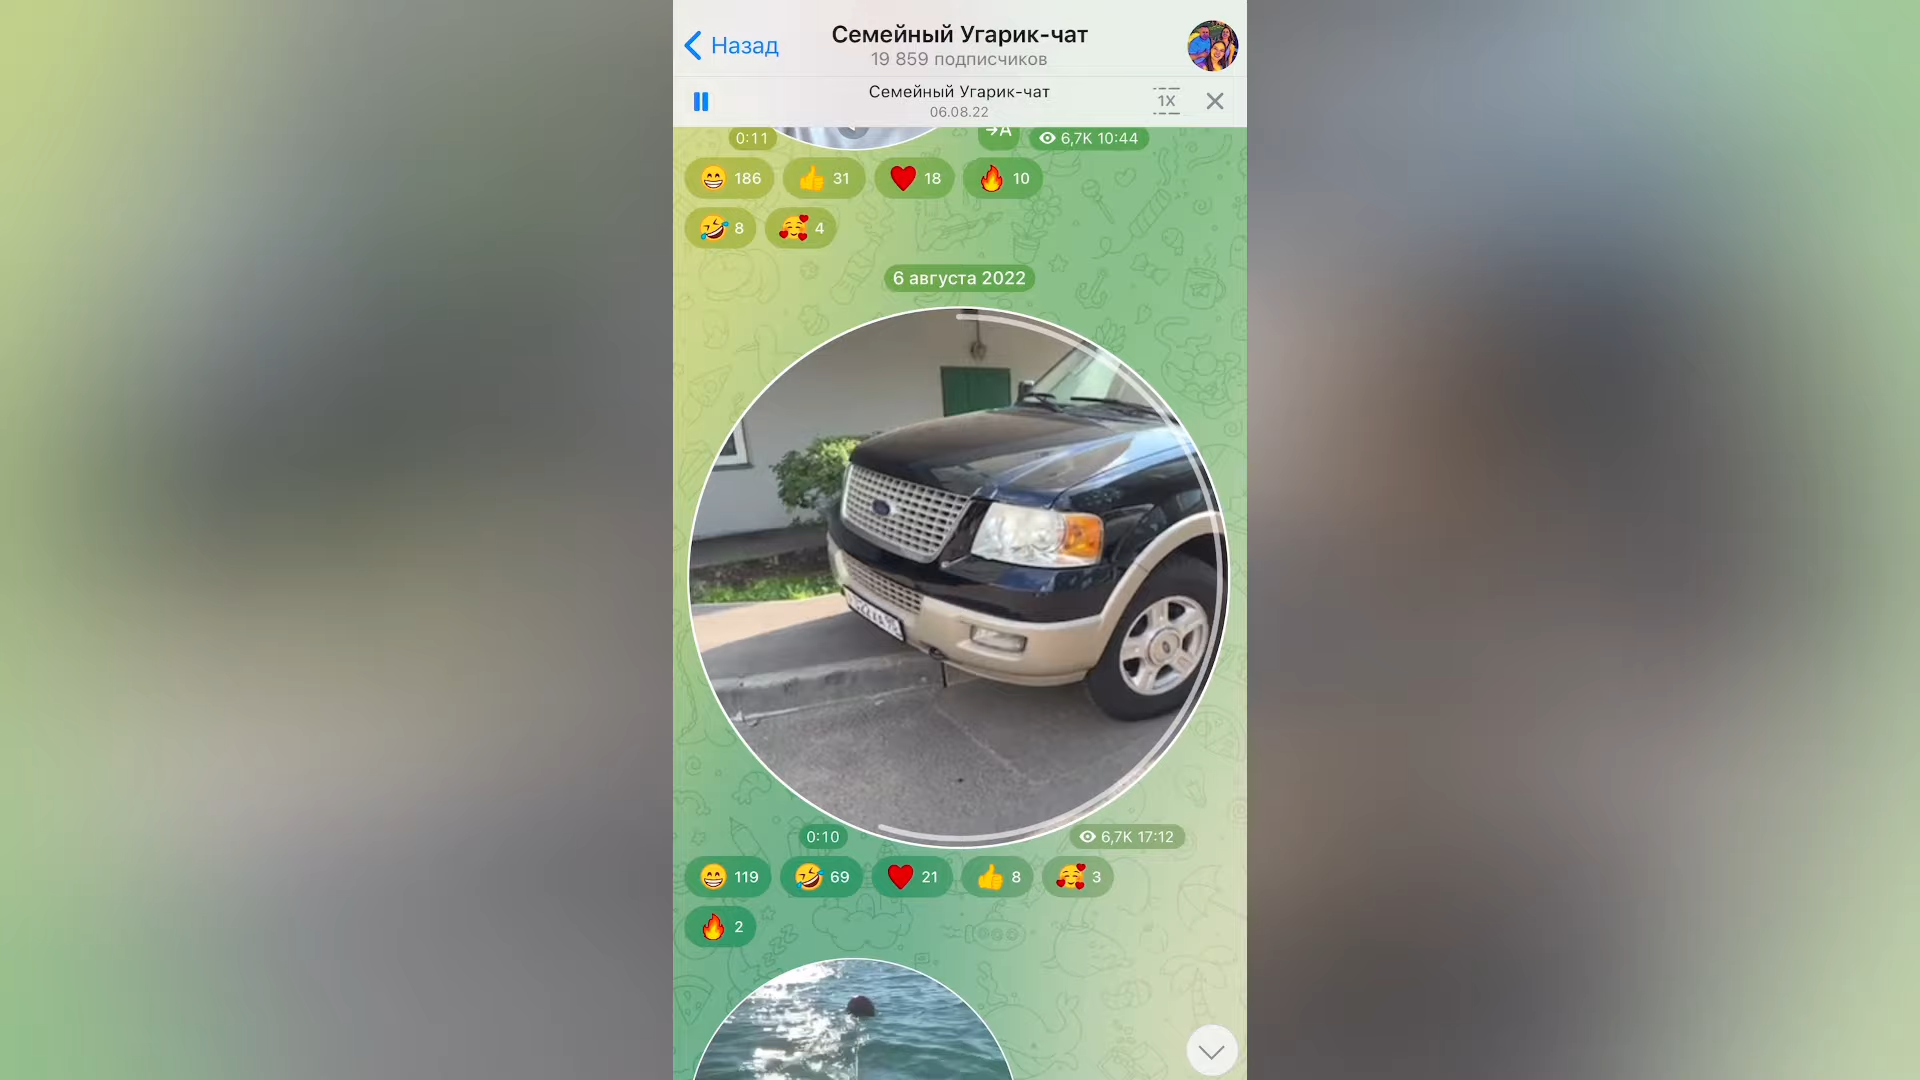 Назад
Семейный Угарик-чат
19 859 подписчиков
Семейный Угарик-чат
06.08.22
1X
0:11
→A
6,7K 10:44
186
31
18
10
8
4
6 августа 2022
0:10
6,7K 17:12
119
69
21
8
3
2